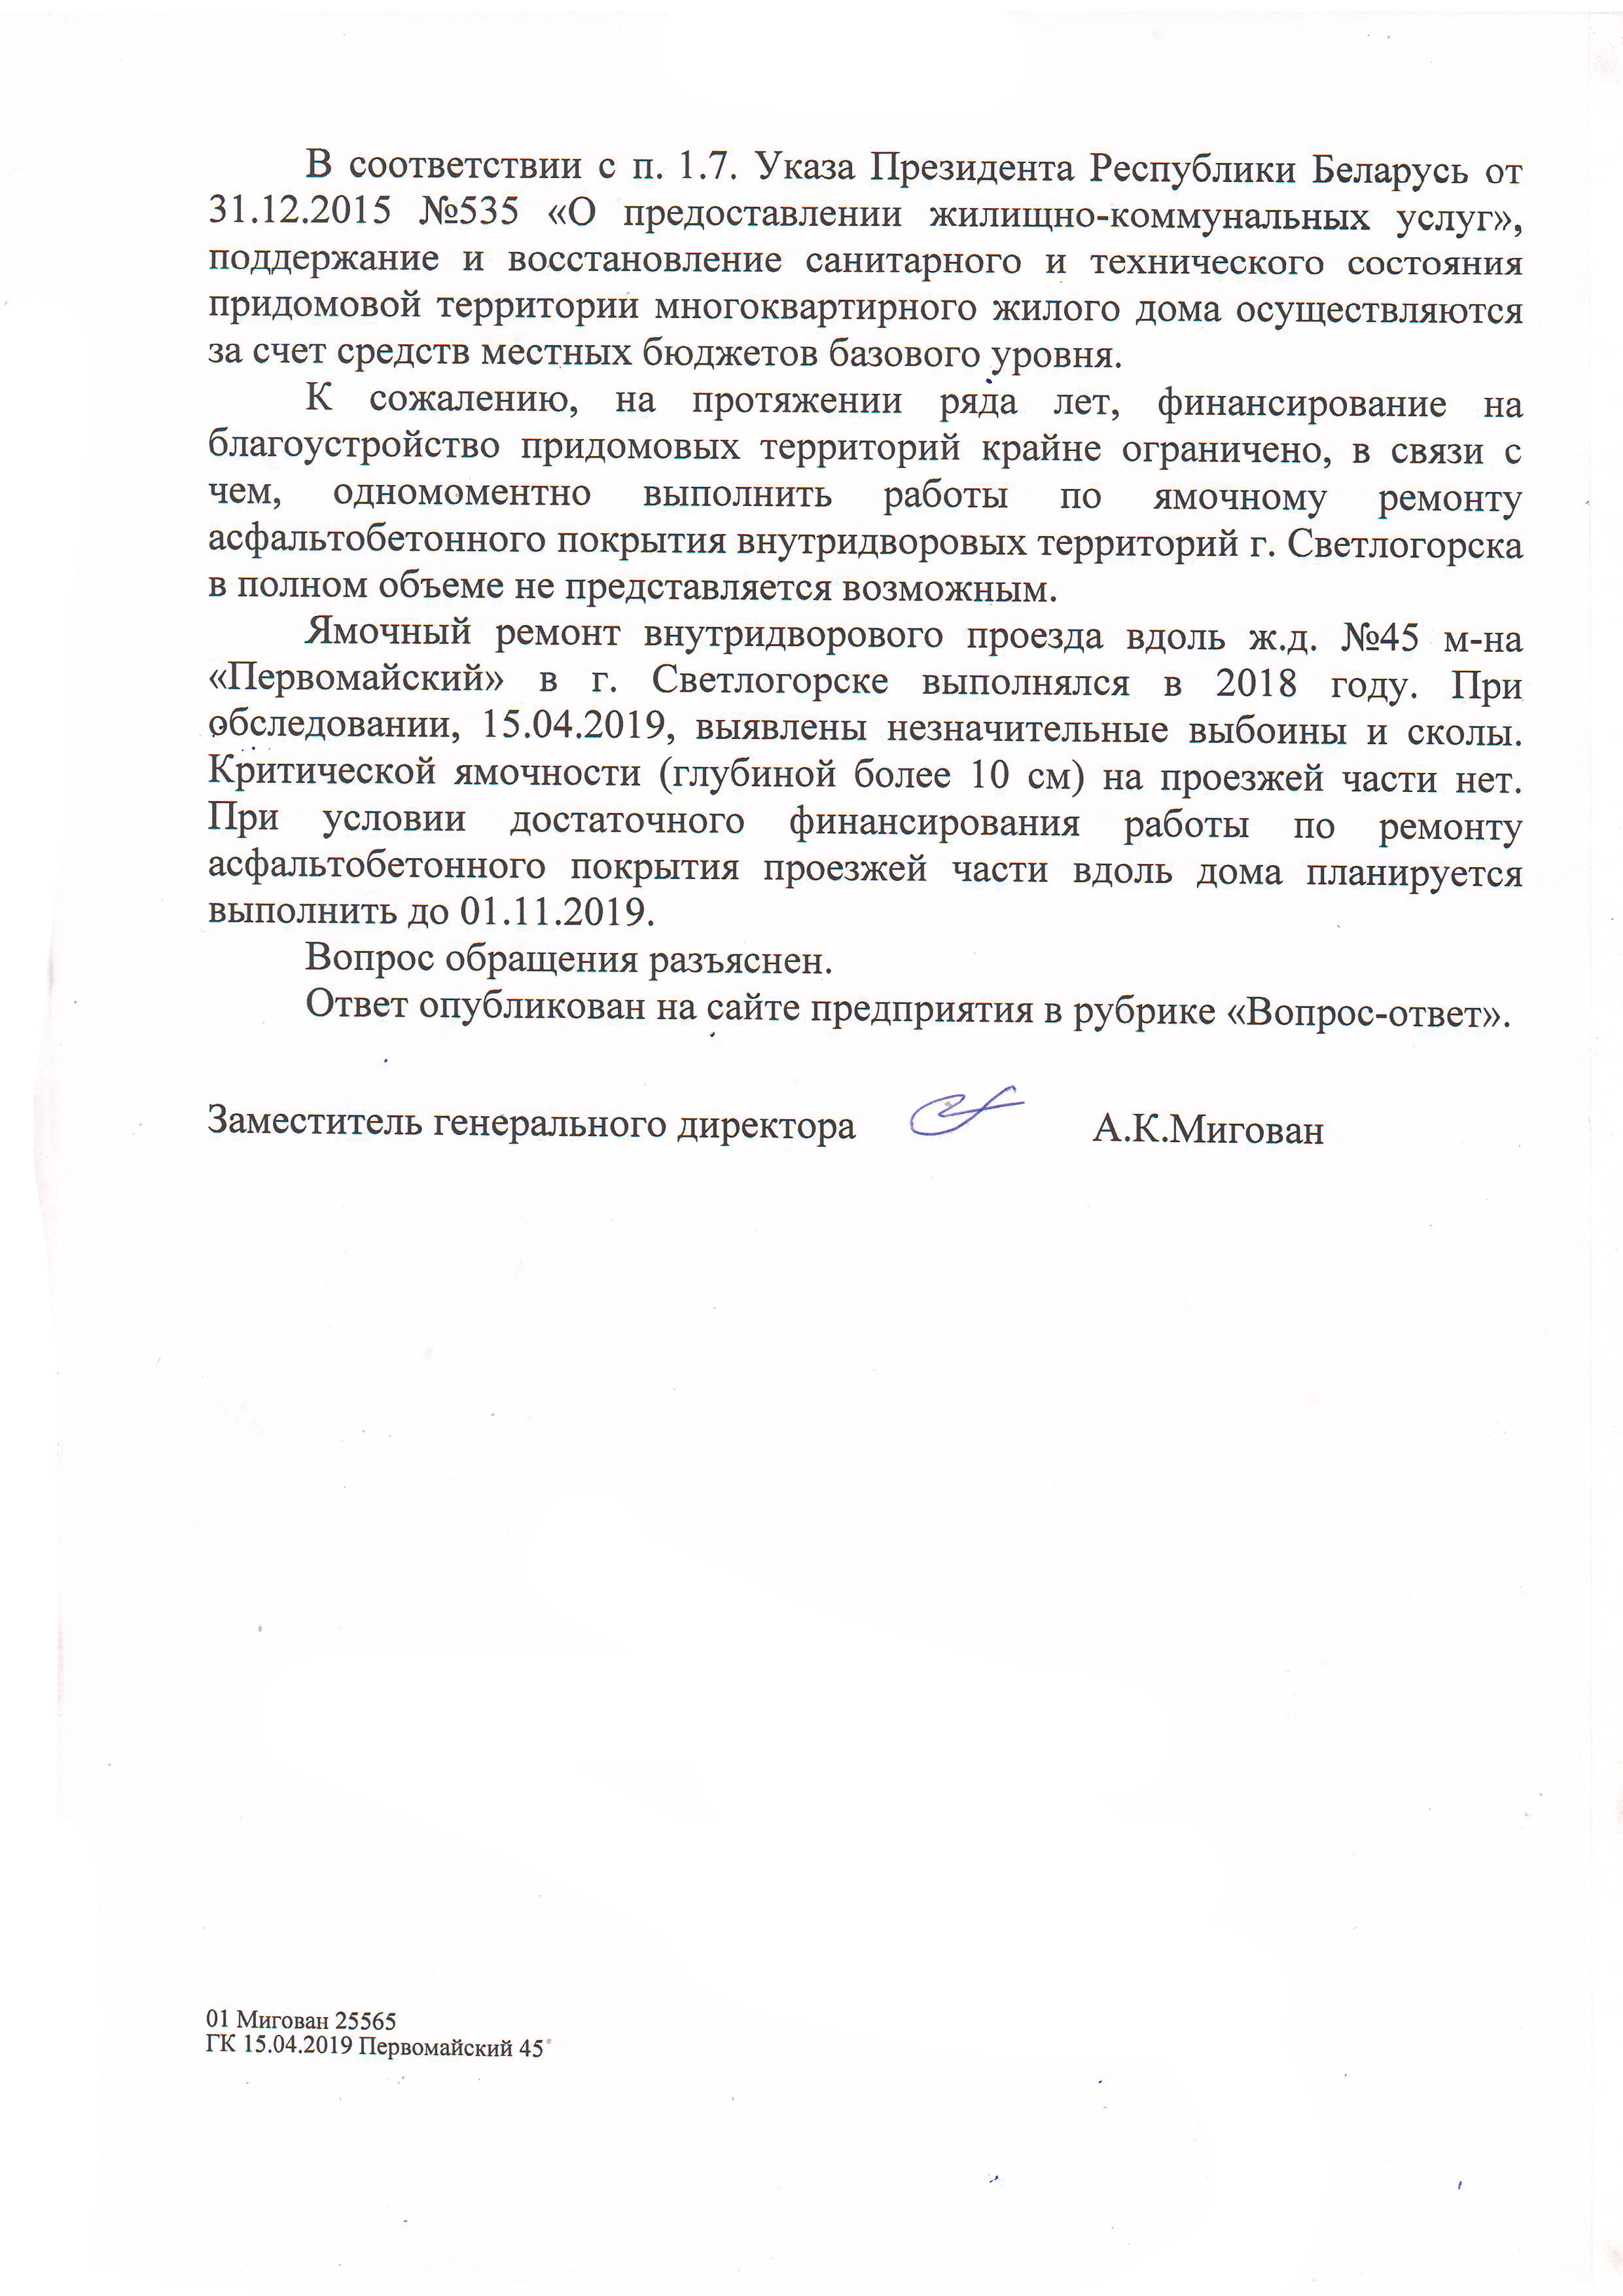 В соответствии с п. 1.7. Указа Президента Республики Беларусь от
31.12.2015 №535 «О предоставлении жилищно-коммунальных услуг»,
поддержание и восстановление санитарного и технического состояния
придомовой территории многоквартирного жилого дома осуществляются
за счет средств местных бюджетов базового уровня.
К сожалению, на протяжении ряда лет, финансирование на
благоустройство придомовых территорий крайне ограничено, в связи с
чем, одномоментно выполнить работы по ямочному ремонту
асфальтобетонного покрытия внутридворовых территорий г. Светлогорска
в полном объеме не представляется возможным.
Ямочный ремонт внутридворового проезда вдоль ж.д. №45 м-на
«Первомайский» в г. Светлогорске выполнялся в 2018 году. При
обследовании, 15.04.2019, выявлены незначительные выбоины и сколы.
Критической ямочности (глубиной более 10 см) на проезжей части нет.
При условии достаточного финансирования работы по ремонту
асфальтобетонного покрытия проезжей части вдоль дома планируется
выполнить до 01.11.2019.
Вопрос обращения разъяснен.
Ответ опубликован на сайте предприятия в рубрике «Вопрос-ответ».
Заместитель генерального директора А.К.Мигован
01 Мигован 25565
ГК 15.04.2019 Первомайский 45